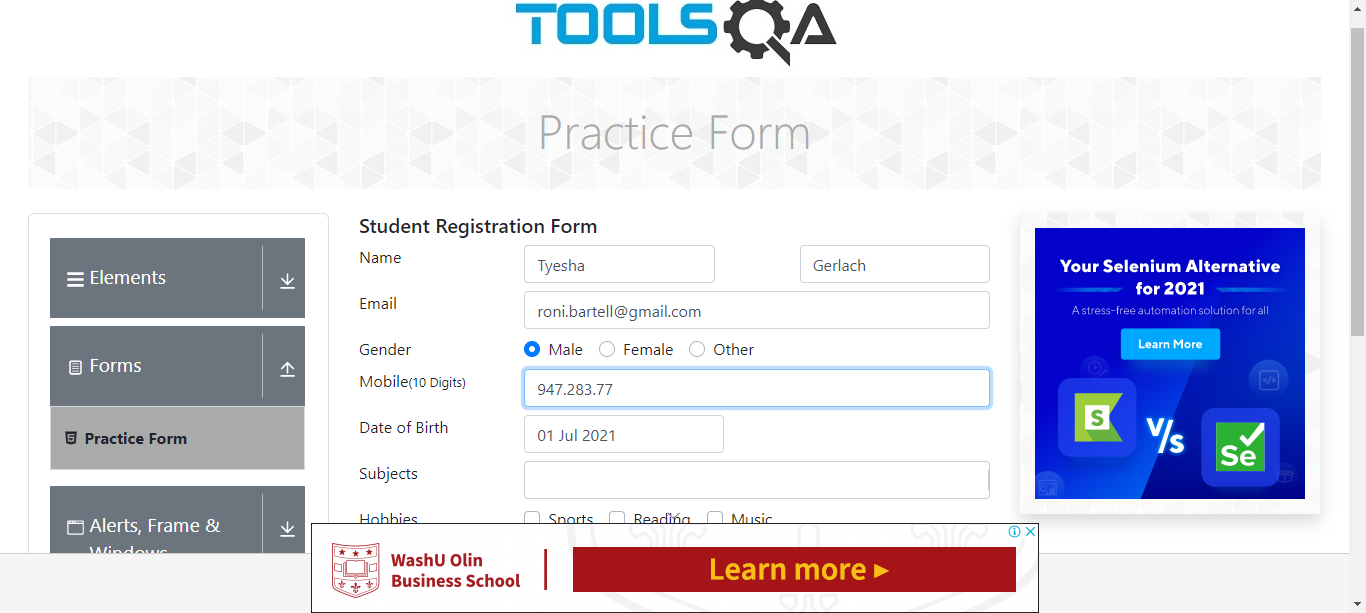 TOOLSQA
Practice Form
Elements
Forms
Practice Form
Alerts, Frame &
Windows
Student Registration Form
Name
Tyesha
Gerlach
Email
roni.bartell@gmail.com
Gender
Male
Female
Other
Mobile(10 Digits)
947.283.77
Date of Birth
01 Jul 2021
Subjects
Hobbies
Sports
Reading
Music
Your Selenium Alternative
for 2021
A stress-free automation solution for all
Learn More
S
V/s
Se
WashU Olin
Business School
Learn more ►